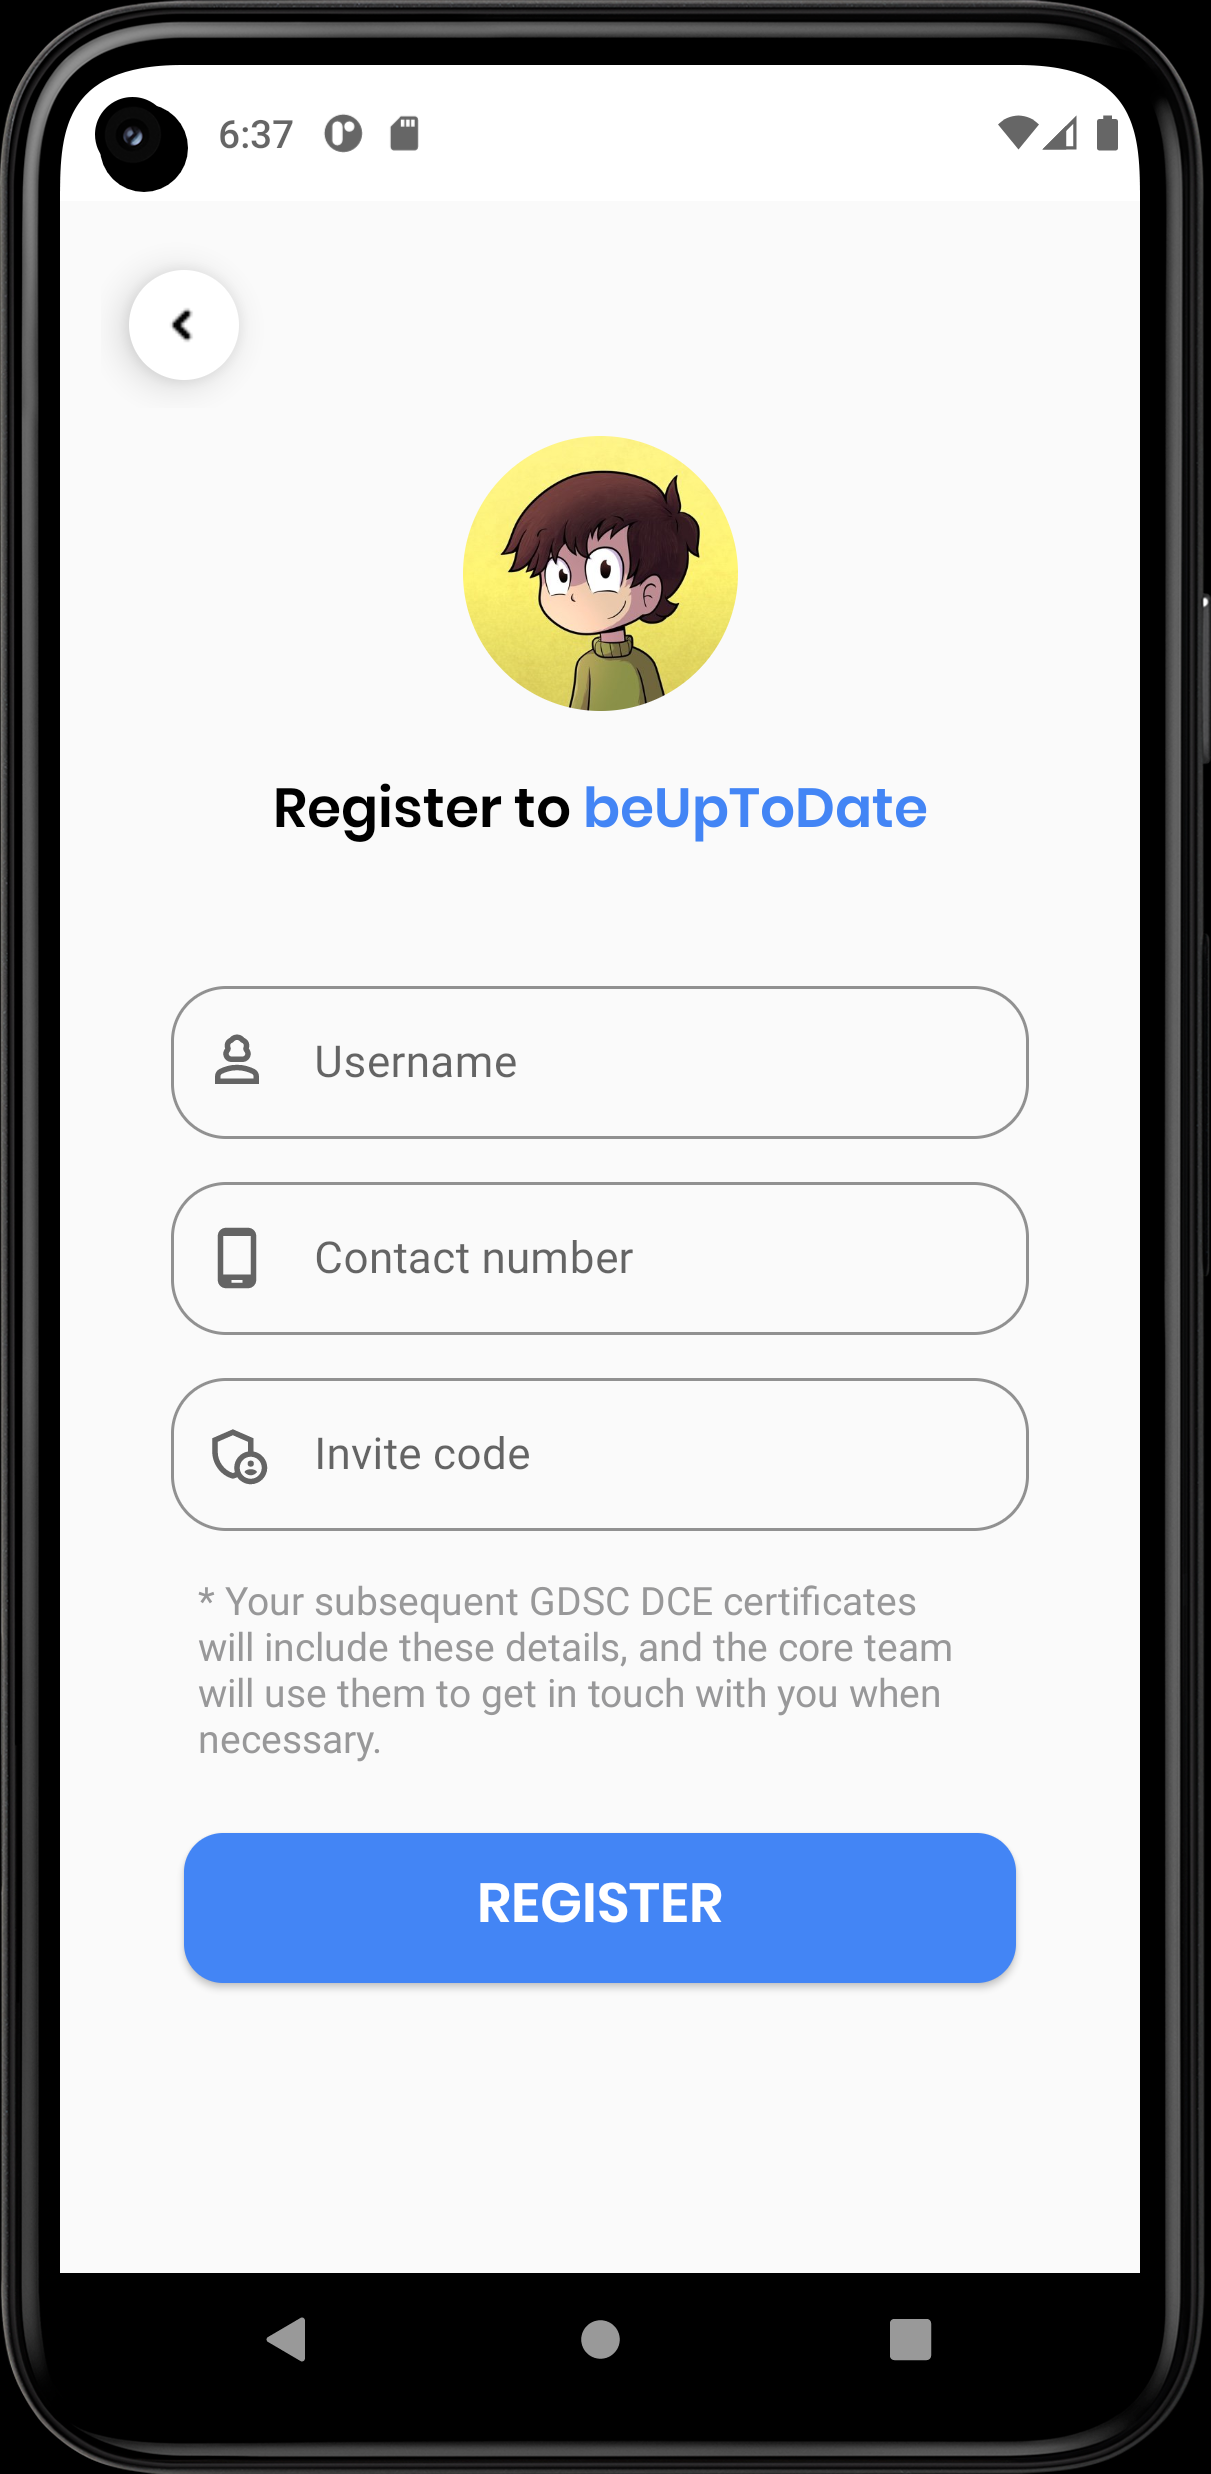 6:37
Register to beUpToDate
Username
Contact number
Invite code
* Your subsequent GDSC DCE certificates
will include these details, and the core team
will use them to get in touch with you when
necessary.
REGISTER